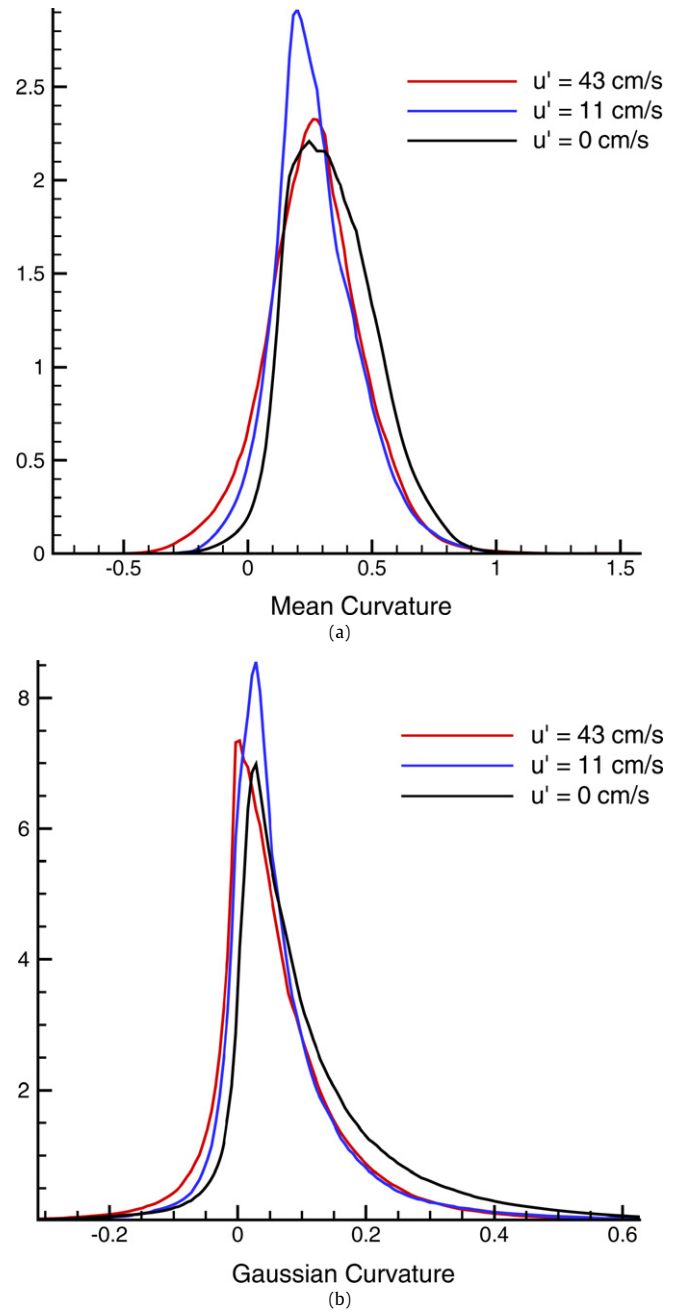 2.5
2
1.5
1
0.5
0
u' = 43 cm/s
u' = 11 cm/s
u' = 0 cm/s
-0.5 0 0.5 1 1.5
Mean Curvature
(a)
8
6
4
2
u' = 43 cm/s
u' = 11 cm/s
u' = 0 cm/s
-0.2 0 0.2 0.4 0.6
Gaussian Curvature
(b)